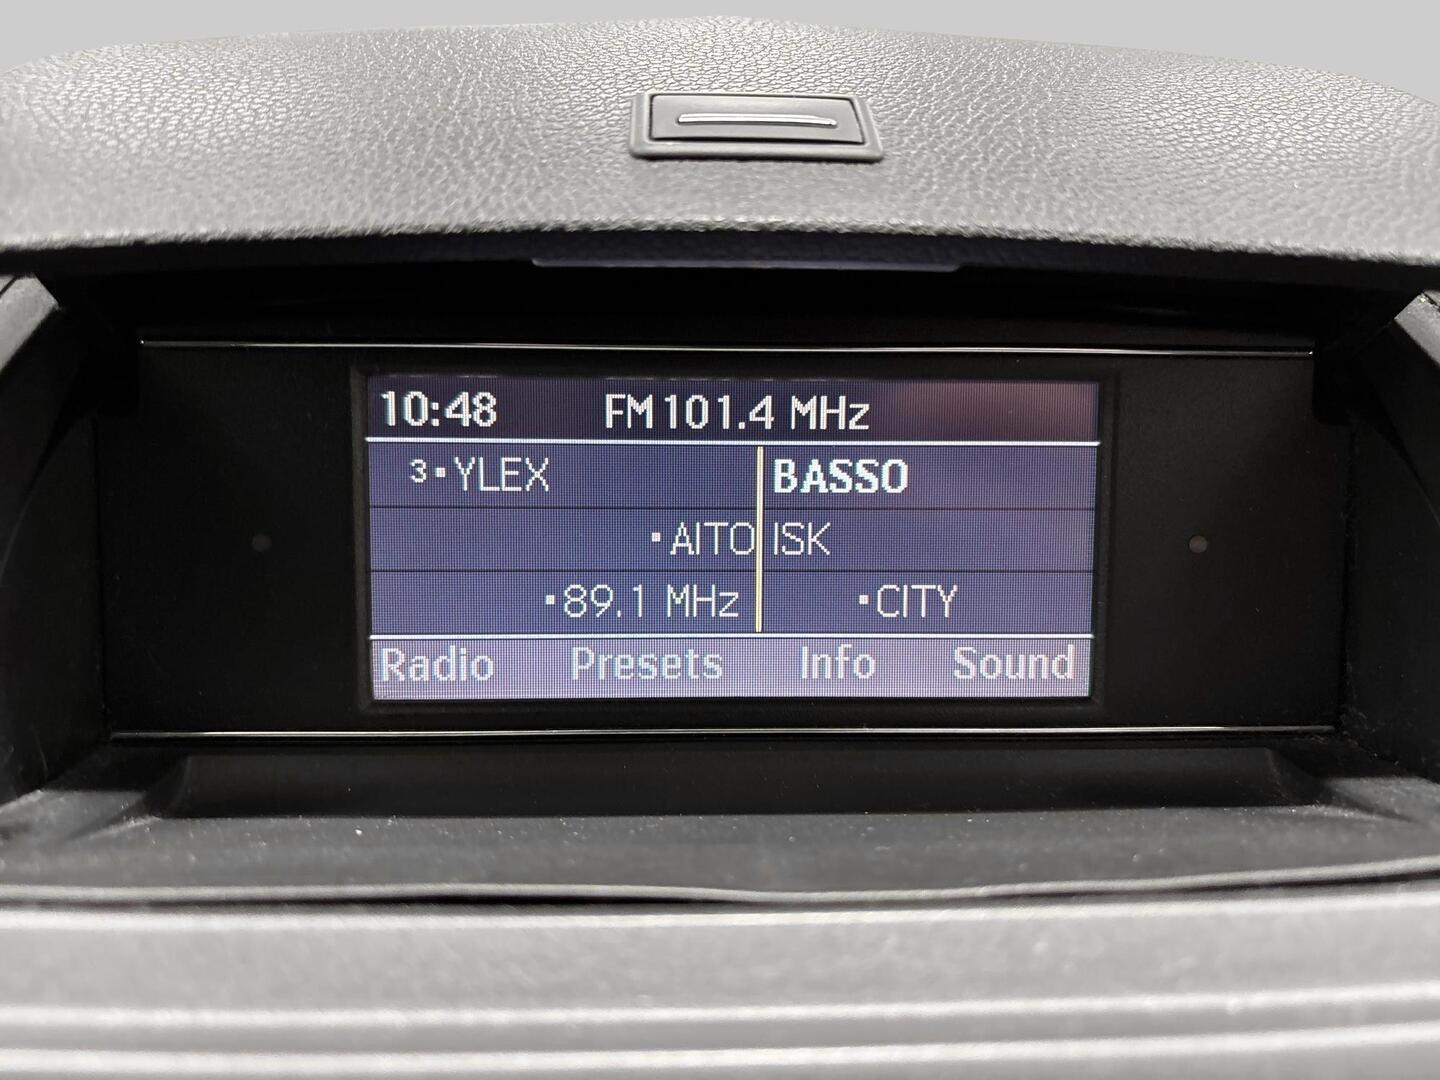 10:48 FM 101.4 MHz
3 · YLEX BASSO
· AITO ISK
· 89.1 MHz · CITY
Radio Presets Info Sound